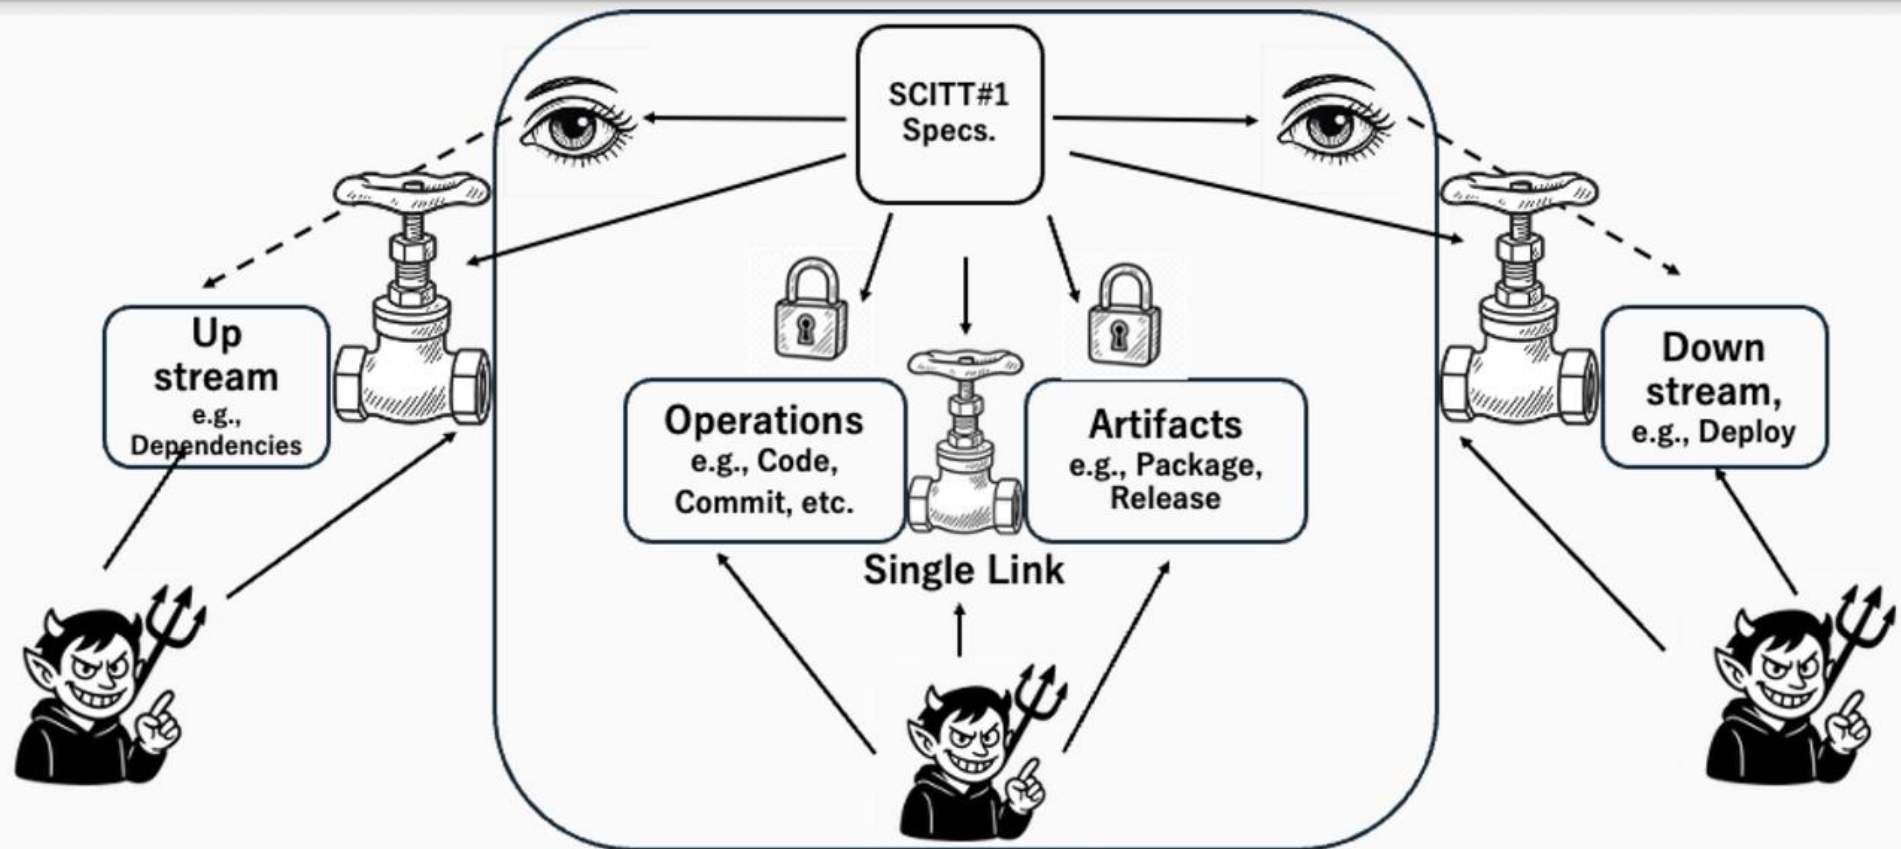 SCITT#1
Specs.
Up
stream
e.g.,
Dependencies
Operations
e.g., Code,
Commit, etc.
Artifacts
e.g., Package,
Release
Down
stream,
e.g., Deploy
Single Link